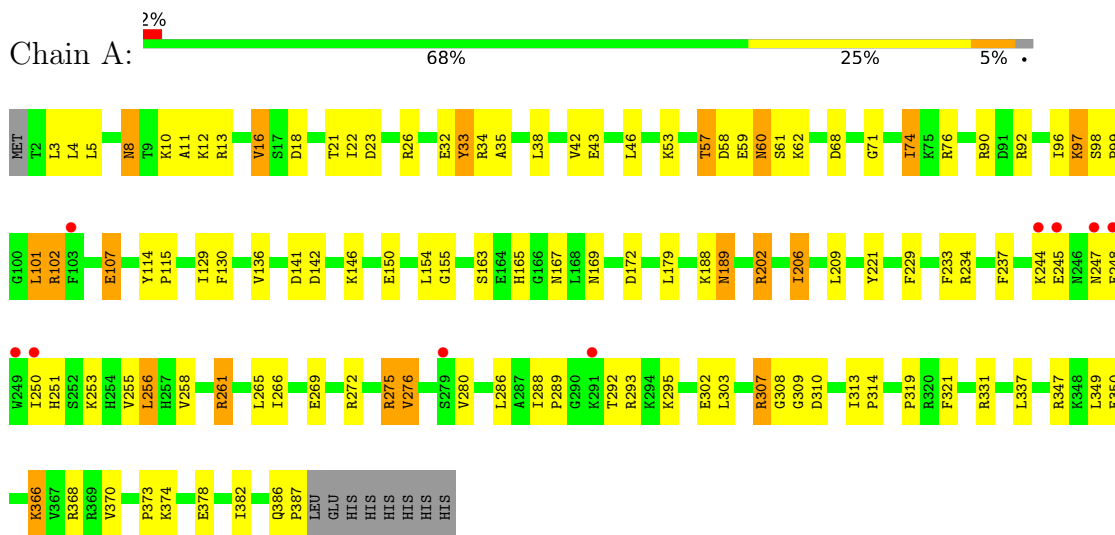 2%
Chain A:
68% 25% 5% •
MET T2 L3 L4 L5 N8 T9 K10 A11 K12 R13 V16 S17 D18 T21 I22 D23 R26 E32 Y33 R34 A35 L38 V42 E43 L46 K53 T57 D58 E59 N60 S61 K62 D68 G71 I74 K75 R76 R90 D91 R92 I96 K97 S98
G100 L101 R102 F103 E107 Y114 P115 I129 F130 V136 D141 D142 K146 E150 L154 G155 S163 E164 H165 G166 N167 L168 N169 D172 L179 K188 N189 R202 I206 L209 Y221 F229 F233 R234 F237 K244 E245 N246 N247
W249 I250 H251 S252 K253 H254 V255 L256 H257 V258 R261 L265 I266 E269 R272 R275 V276 S279 V280 L286 A287 I288 P289 G290 K291 T292 R293 K294 K295 E302 L303 R307 G308 G309 D310 I313 P314 P319 R320 F321 R331 L337 R347 K348 L349
K366 V367 R368 R369 V370 P373 K374 E378 I382 Q386 P387 LEU GLU HIS HIS HIS HIS HIS HIS